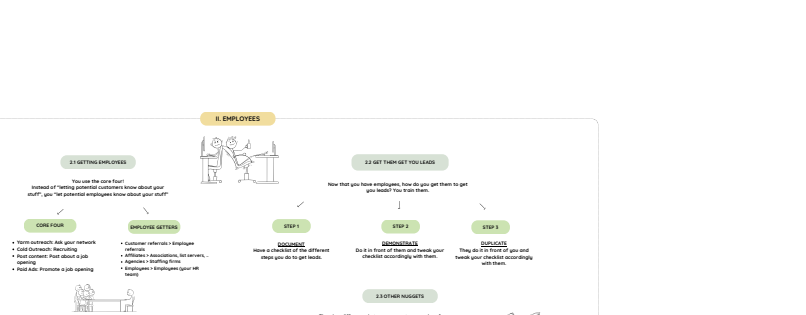 II. EMPLOYEES
2.1 GETTING EMPLOYEES
You use the core four!
Instead of "letting potential customers know about your
stuff", you "let potential employees know about your stuff"
CORE FOUR
• Warm outreach: Ask your network
• Cold Outreach: Recruiting
• Post content: Post about a job
opening
• Paid Ads: Promote a job opening
EMPLOYEE GETTERS
• Customer referrals > Employee
referrals
• Affiliates > Associations, list servers, ...
• Agencies > Staffing firms
• Employees > Employees (your HR
team)
2.2 GET THEM GET YOU LEADS
Now that you have employees, how do you get them to get
you leads? You train them.
STEP 1
DOCUMENT
Have a checklist of the different
steps you do to get leads.
STEP 2
DEMONSTRATE
Do it in front of them and tweak your
checklist accordingly with them.
STEP 3
DUPLICATE
They do it in front of you and
tweak your checklist accordingly
with them.
2.3 OTHER NUGGETS